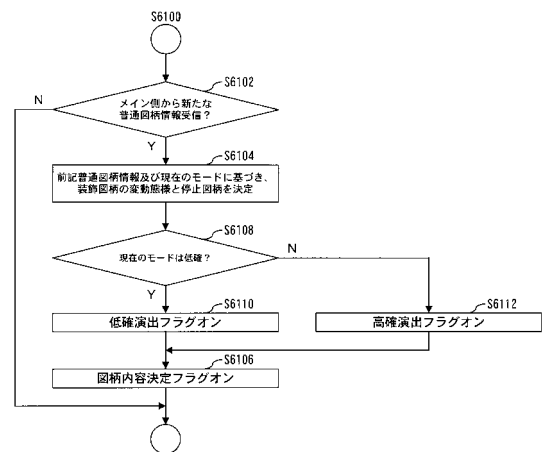 S6100
S6102
N
メイン側から新たな
普通図柄情報受信？
Y
S6104
前記普通図柄情報及び現在のモードに基づき、
装飾図柄の変動態様と停止図柄を決定
S6108
現在のモードは低確？
N
Y
S6110
低確演出フラグオン
S6112
高確演出フラグオン
S6106
図柄内容決定フラグオン